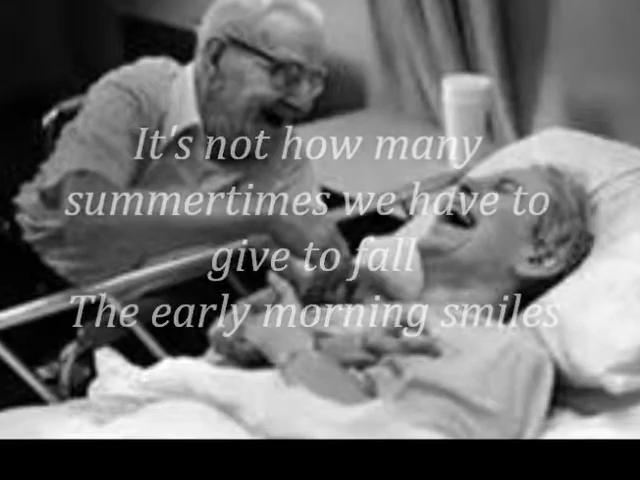 It's not how many
summertimes we have to
give to fall
The early morning smiles